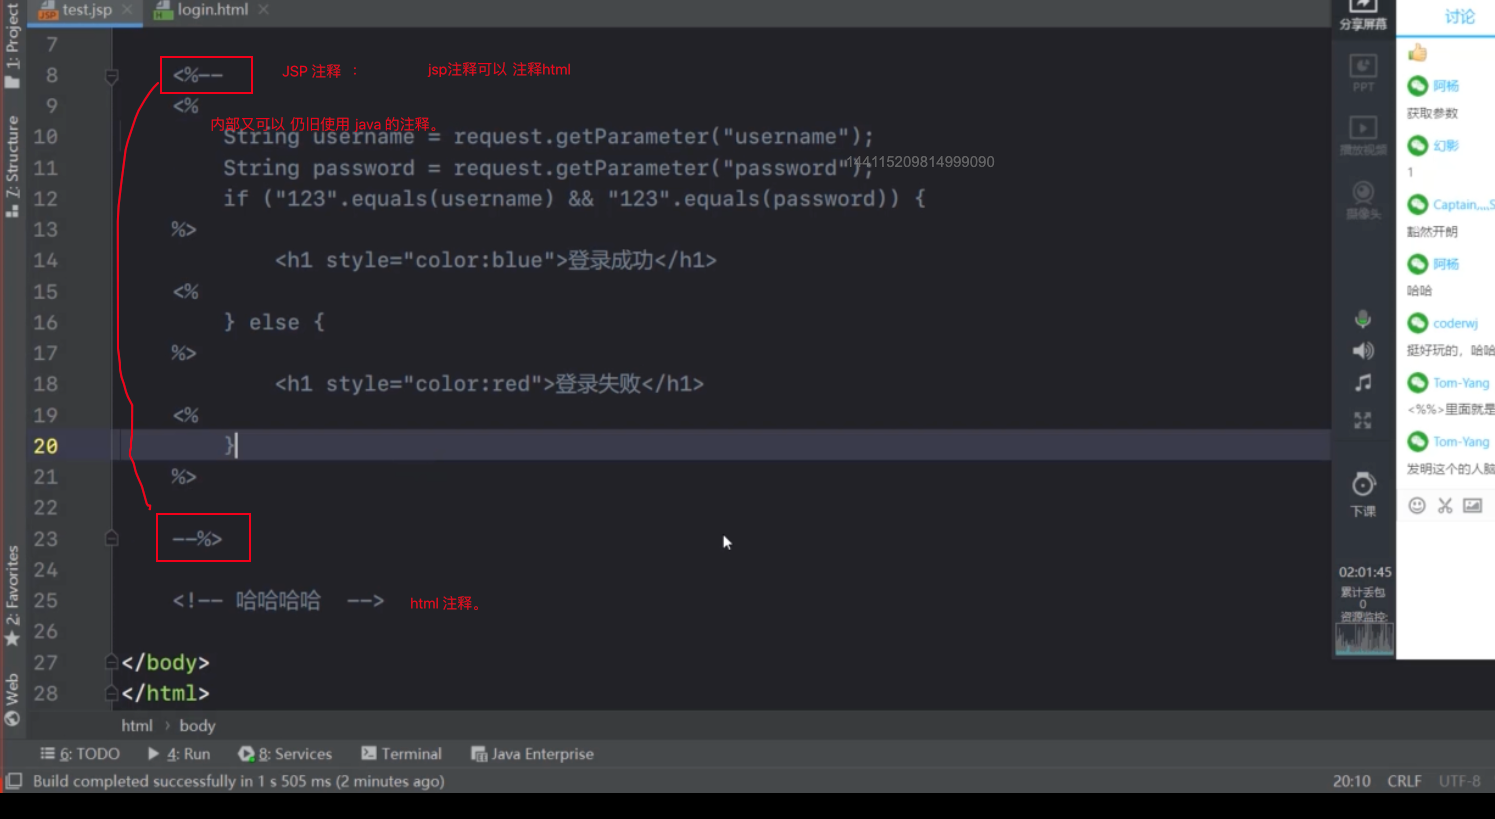 test.jsp login.html
分享屏幕
讨论
1: Project
7
8 <%-- JSP 注释 ： jsp注释可以 注释html
9 <%
内部又可以 仍旧使用 java 的注释。
10 String username = request.getParameter("username");
11 String password = request.getParameter("password");
144115209814999090
12 if ("123".equals(username) && "123".equals(password)) {
13 %>
14 <h1 style="color:blue">登录成功</h1>
15 <%
16 } else {
17 %>
18 <h1 style="color:red">登录失败</h1>
19 <%
20 }
21 %>
22
23 --%>
24
25 <!-- 哈哈哈哈 --> html 注释。
26
27 </body>
28 </html>
Z: Structure
2: Favorites
Web
html › body
6: TODO 4: Run 8: Services Terminal Java Enterprise
Build completed successfully in 1 s 505 ms (2 minutes ago)
20:10 CRLF UTF-8
JSP
H
PPT
播放视频
摄像头
下课
02:01:45
累计丢包
0
资源监控:
阿杨
获取参数
幻影
1
Captain,,,,S
豁然开朗
阿杨
哈哈
coderwj
挺好玩的，哈哈
Tom-Yang
<%%>里面就是
Tom-Yang
发明这个的人脑